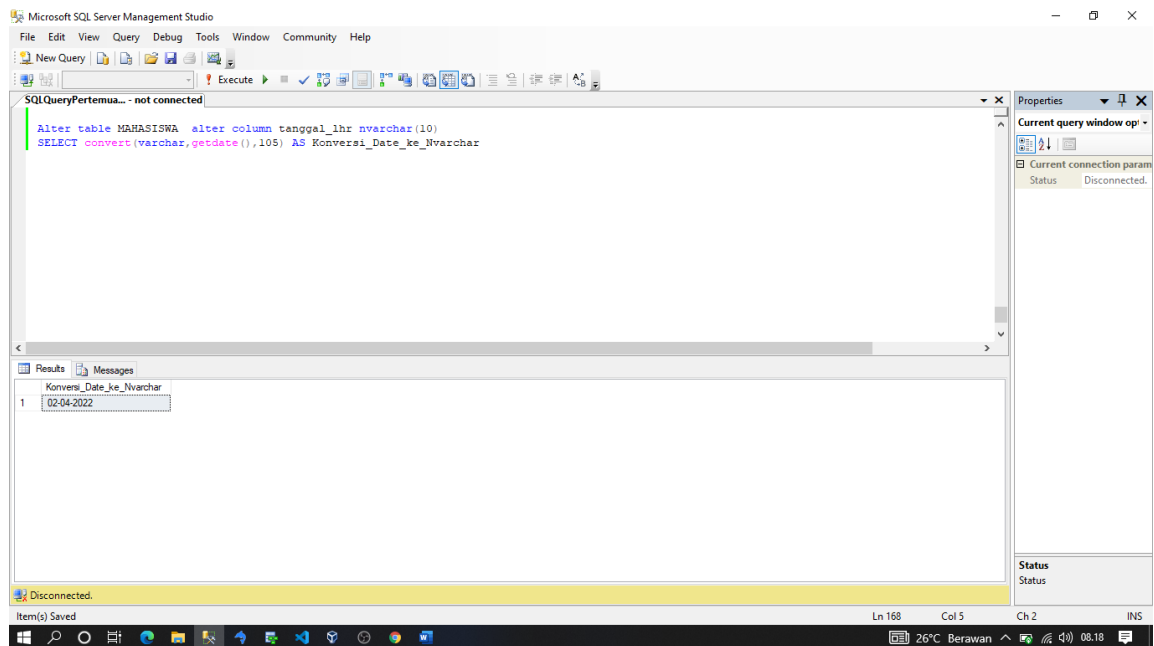 Microsoft SQL Server Management Studio
File Edit View Query Debug Tools Window Community Help
New Query
Execute
SQLQueryPertemua... - not connected
Alter table MAHASISWA alter column tanggal_lhr nvarchar(10)
SELECT convert(varchar,getdate(),105) AS Konversi_Date_ke_Nvarchar
Results Messages
Konversi_Date_ke_Nvarchar
1 02-04-2022
Disconnected.
Properties
Current query window opt
Current connection param
Status Disconnected.
Status
Status
Item(s) Saved Ln 168 Col 5 Ch 2 INS
26°C Berawan 08.18